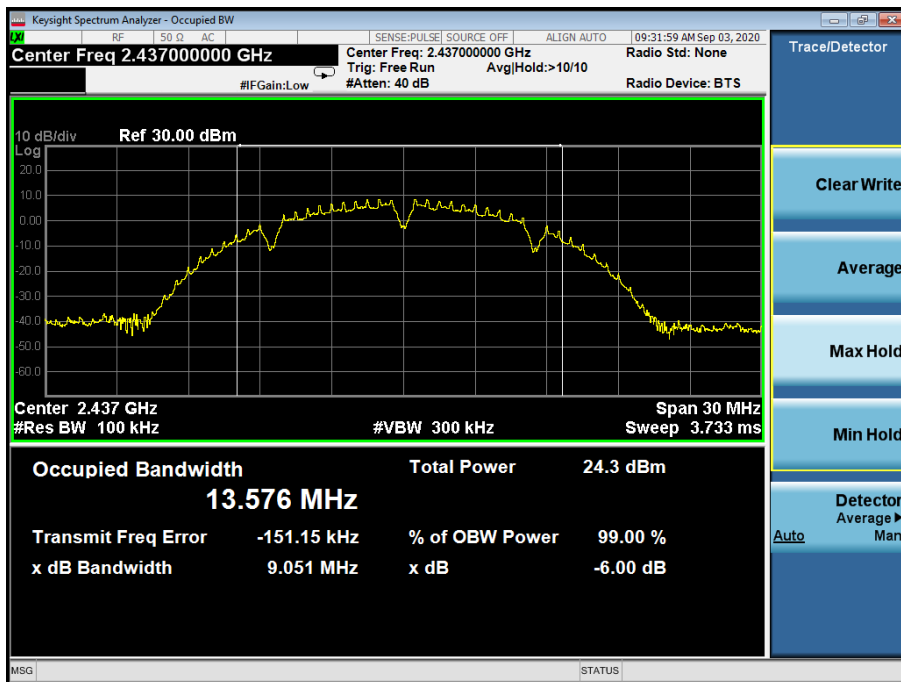 Keysight Spectrum Analyzer - Occupied BW
LXI RF 50 Ω AC SENSE:PULSE SOURCE OFF ALIGN AUTO 09:31:59 AM Sep 03, 2020
Center Freq 2.437000000 GHz
Center Freq: 2.437000000 GHz Radio Std: None
Trig: Free Run Avg|Hold:>10/10
#IFGain:Low #Atten: 40 dB Radio Device: BTS
Trace/Detector
10 dB/div Ref 30.00 dBm
Log
20.0
10.0
0.00
-10.0
-20.0
-30.0
-40.0
-50.0
-60.0
Center 2.437 GHz Span 30 MHz
#Res BW 100 kHz #VBW 300 kHz Sweep 3.733 ms
Occupied Bandwidth Total Power 24.3 dBm
13.576 MHz
Transmit Freq Error -151.15 kHz % of OBW Power 99.00 %
x dB Bandwidth 9.051 MHz x dB -6.00 dB
Clear Write
Average
Max Hold
Min Hold
Detector
Average
Auto Man
MSG STATUS